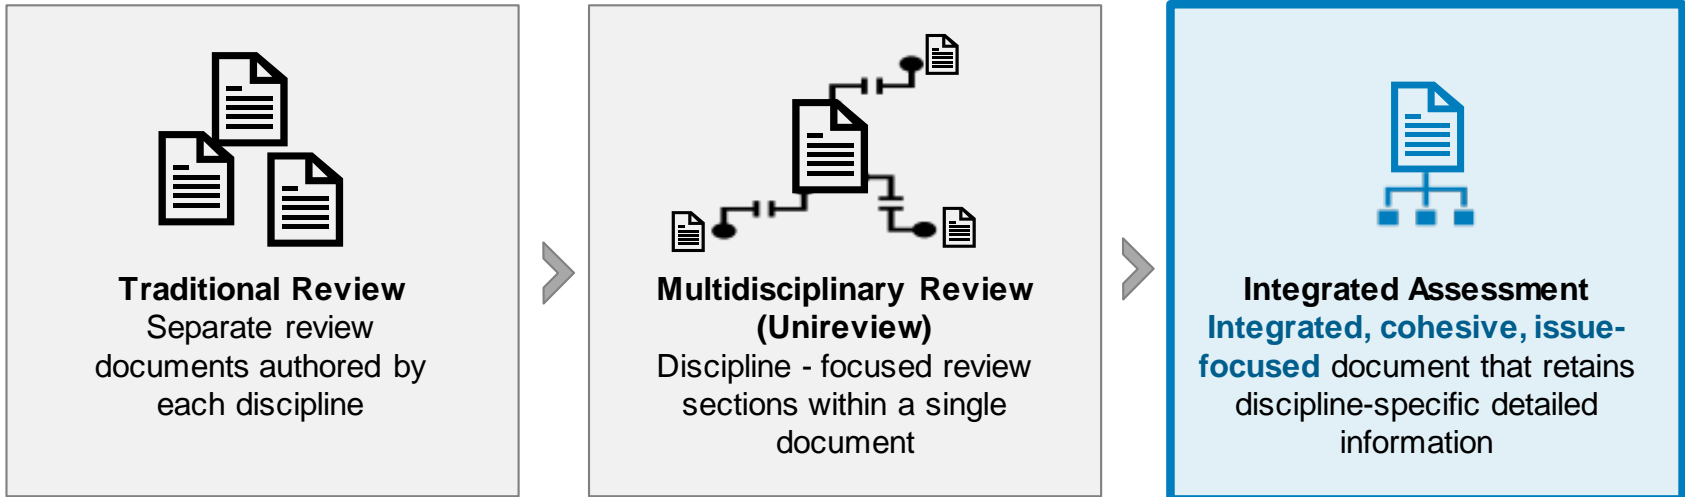 Traditional Review
Separate review
documents authored by
each discipline
Multidisciplinary Review
(Unireview)
Discipline - focused review
sections within a single
document
Integrated Assessment
Integrated, cohesive, issue-
focused document that retains
discipline-specific detailed
information